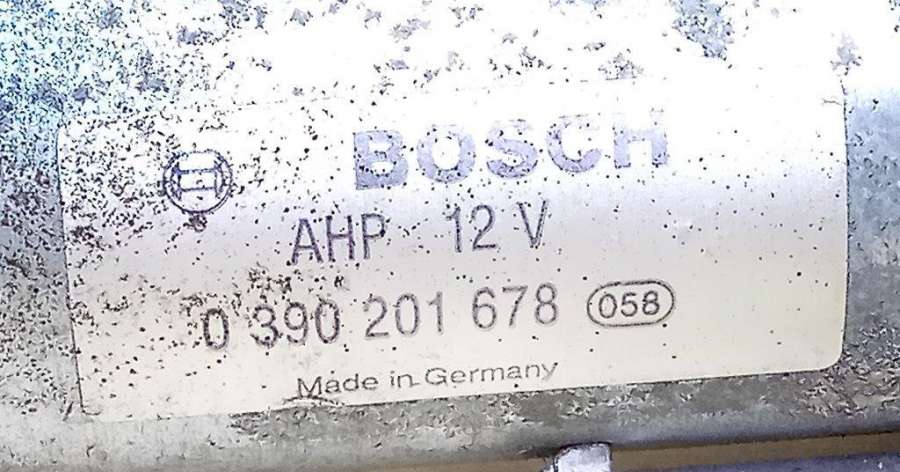 BOSCH
AHP 12 V
0 390 201 678 058
Made in Germany